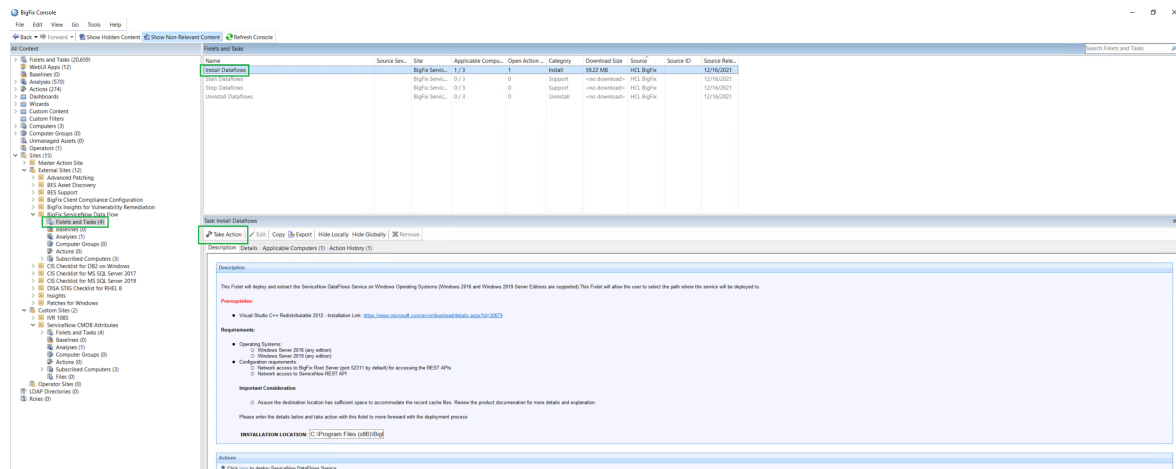 BigFix Console
File Edit View Go Tools Help
Back Forward Show Hidden Content Show Non-Relevant Content Refresh Console
All Content
Fixlets and Tasks
Search Fixlets and Tasks
Fixlets and Tasks (20,659)
WebUI Apps (12)
Baselines (0)
Analyses (570)
Actions (274)
Dashboards
Wizards
Custom Content
Custom Filters
Computers (3)
Computer Groups (0)
Unmanaged Assets (0)
Operators (1)
Sites (15)
Master Action Site
External Sites (12)
Advanced Patching
BES Asset Discovery
BES Support
BigFix Client Compliance Configuration
BigFix Insights for Vulnerability Remediation
BigFix ServiceNow Data Flow
Fixlets and Tasks (4)
Baselines (0)
Analyses (1)
Computer Groups (0)
Actions (0)
Subscribed Computers (3)
CIS Checklist for DB2 on Windows
CIS Checklist for MS SQL Server 2017
CIS Checklist for MS SQL Server 2019
DISA STIG Checklist for RHEL 8
Insights
Patches for Windows
Custom Sites (2)
IVR 1085
ServiceNow CMDB Attributes
Fixlets and Tasks (4)
Baselines (0)
Analyses (1)
Computer Groups (0)
Actions (0)
Subscribed Computers (3)
Files (0)
Operator Sites (0)
LDAP Directories (0)
Roles (0)
Name Source Sev... Site Applicable Compu... Open Action ... Category Download Size Source Source ID Source Rele...
Install Dataflows BigFix Servic... 1 / 3 1 Install 59.22 MB HCL BigFix 12/16/2021
Start Dataflows BigFix Servic... 0 / 3 0 Support <no download> HCL BigFix 12/16/2021
Stop Dataflows BigFix Servic... 0 / 3 0 Support <no download> HCL BigFix 12/16/2021
Uninstall Dataflows BigFix Servic... 0 / 3 0 Uninstall <no download> HCL BigFix 12/16/2021
Task: Install Dataflows
Take Action Edit Copy Export Hide Locally Hide Globally Remove
Description Details Applicable Computers (1) Action History (1)
Description
This Fixlet will deploy and extract the ServiceNow DataFlows Service on Windows Operating Systems (Windows 2016 and Windows 2019 Server Editions are supported).This Fixlet will allow the user to select the path where the service will be deployed to.
Prerequisites:
Visual Studio C++ Redistributable 2012 - Installation Link: https://www.microsoft.com/en-in/download/details.aspx?id=30679
Requirements:
Operating Systems:
Windows Server 2016 (any edition)
Windows Server 2019 (any edition)
Configuration requirements:
Network access to BigFix Root Server (port 52311 by default) for accessing the REST APIs
Network access to ServiceNow REST API
Important Consideration
Assure the destination location has sufficient space to accommodate the record cache files. Review the product documentation for more details and explanation.
Please enter the details below and take action with this fixlet to move forward with the deployment process
INSTALLATION LOCATION: C:\Program Files (x86)\BigI
Actions
Click here to deploy ServiceNow DataFlows Service